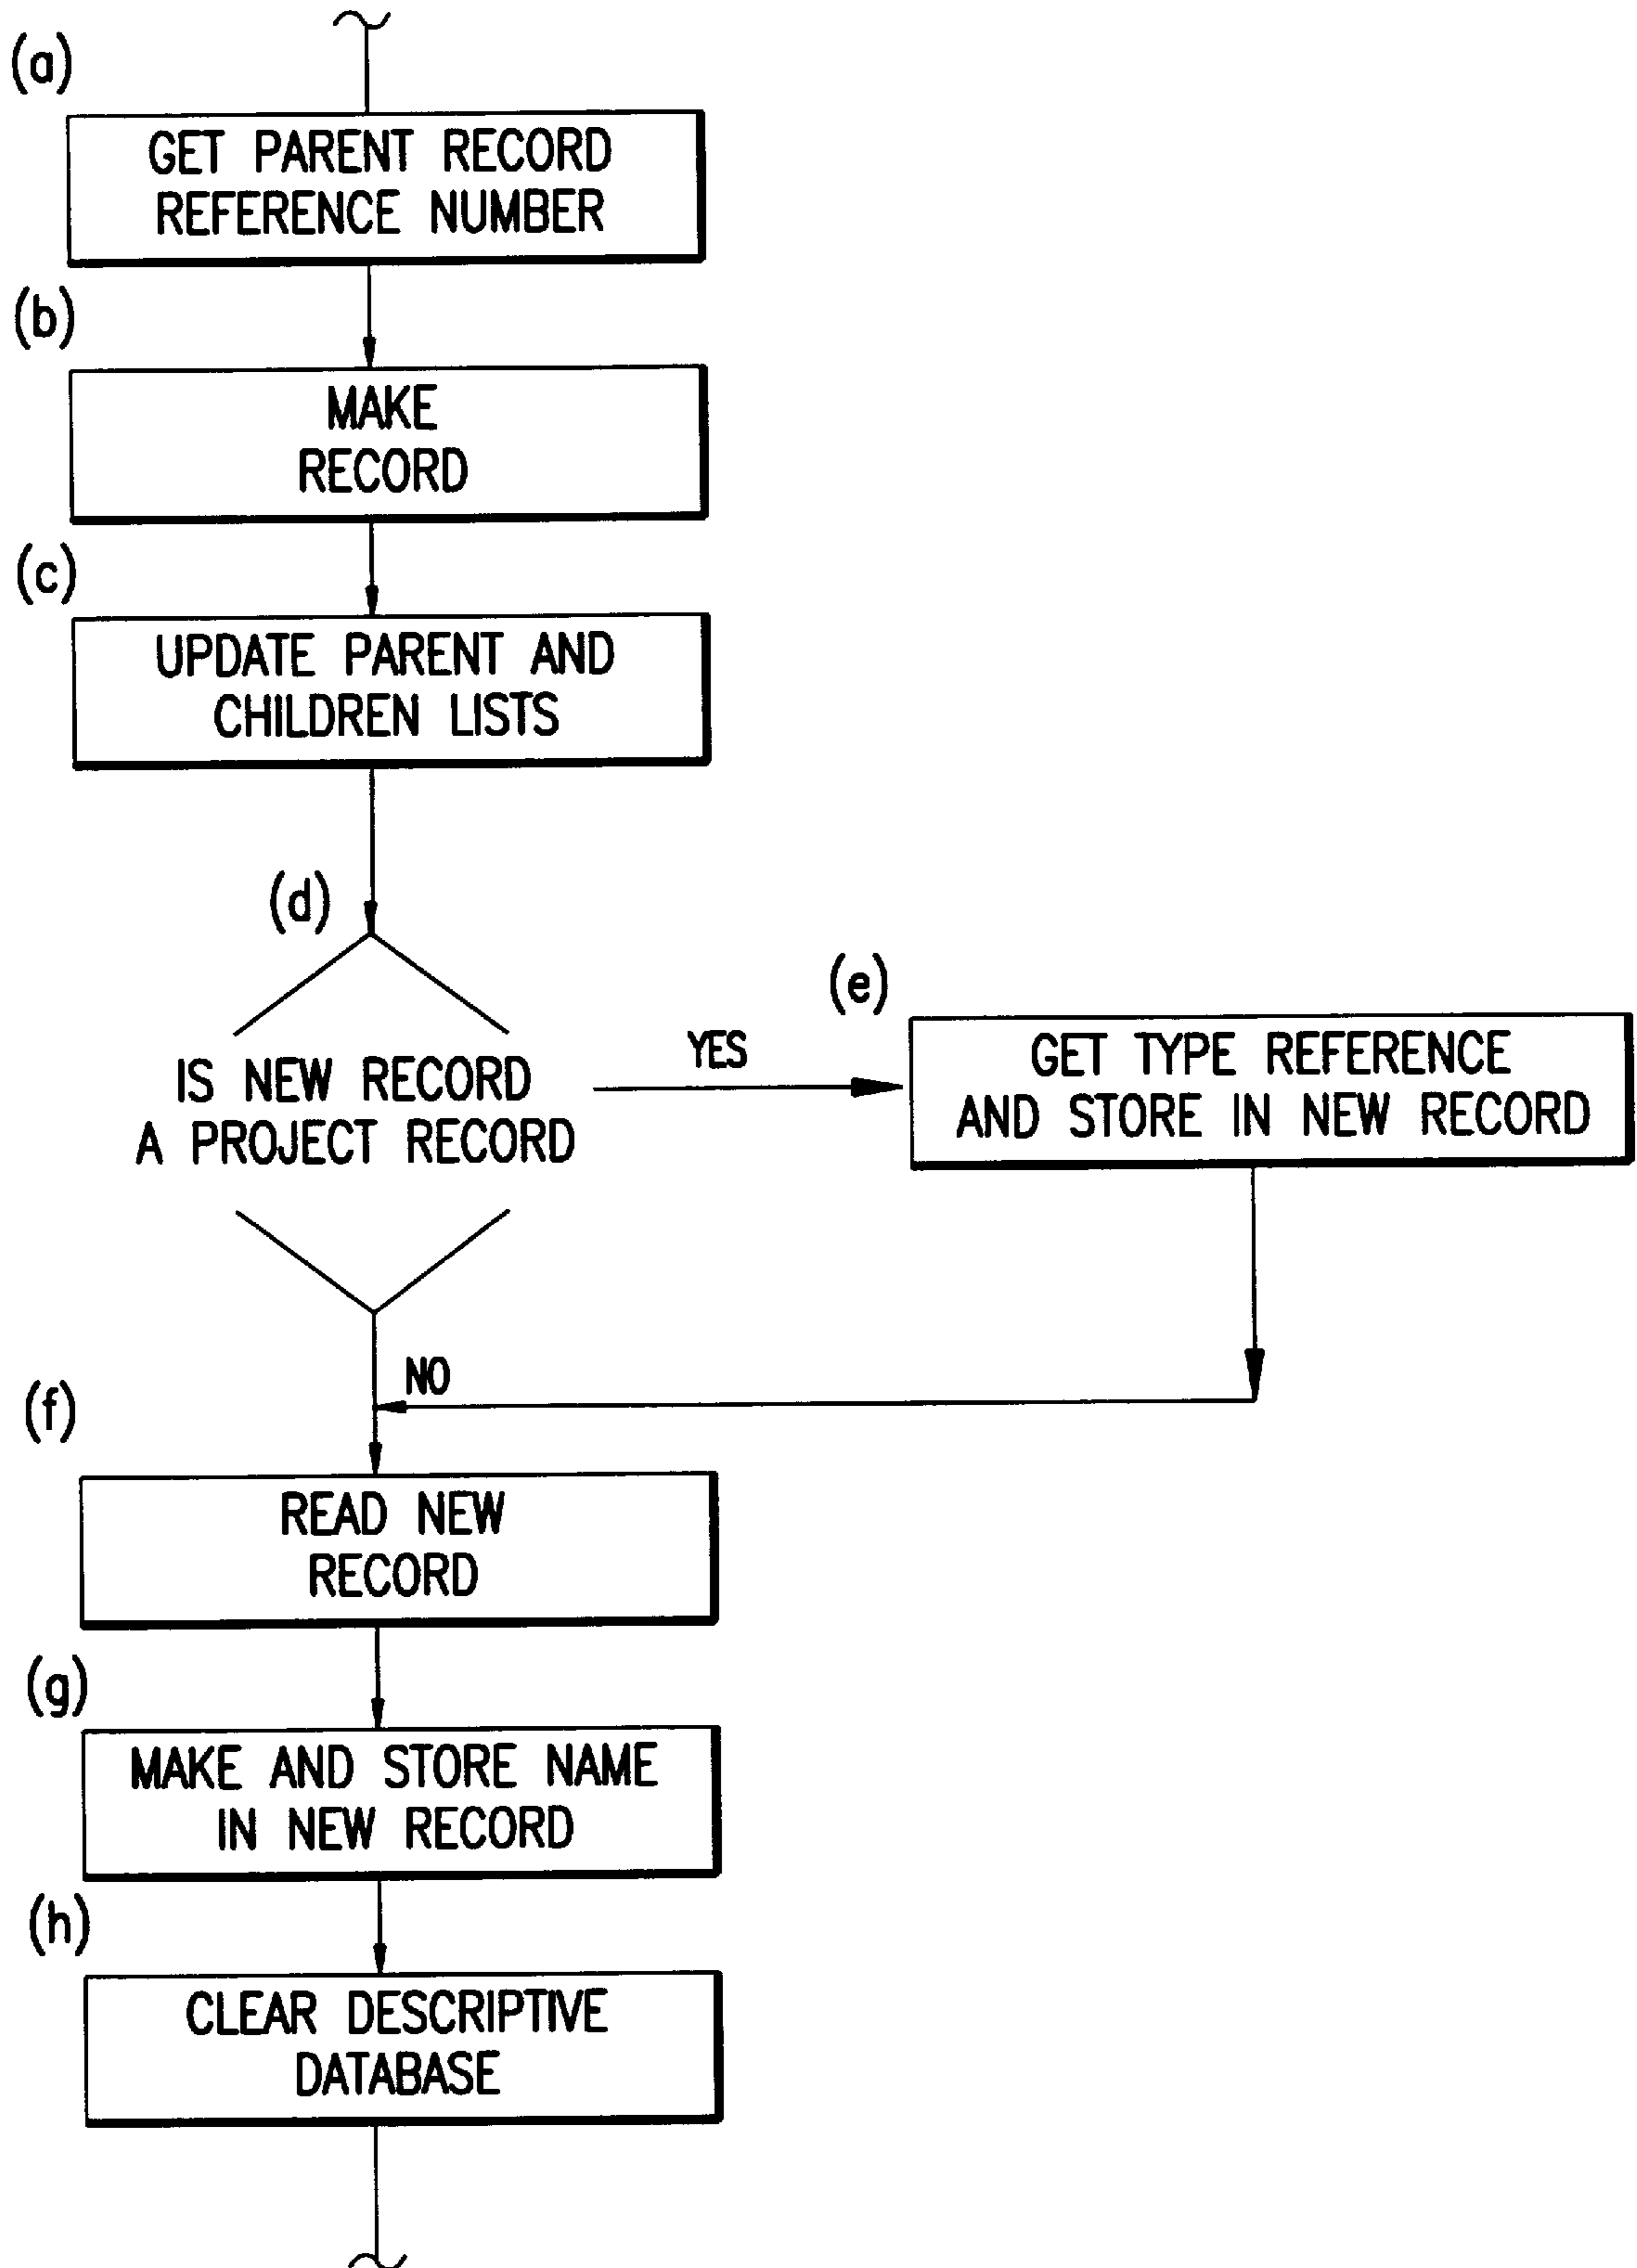 (a)
GET PARENT RECORD
REFERENCE NUMBER
(b)
MAKE
RECORD
(c)
UPDATE PARENT AND
CHILDREN LISTS
(d)
IS NEW RECORD
A PROJECT RECORD
YES
(e)
GET TYPE REFERENCE
AND STORE IN NEW RECORD
NO
(f)
READ NEW
RECORD
(g)
MAKE AND STORE NAME
IN NEW RECORD
(h)
CLEAR DESCRIPTIVE
DATABASE